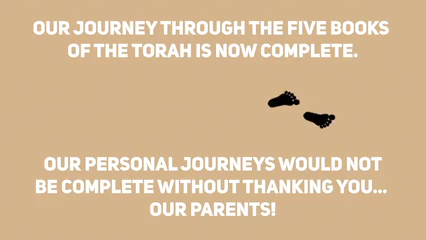 OUR JOURNEY THROUGH THE FIVE BOOKS
OF THE TORAH IS NOW COMPLETE.
OUR PERSONAL JOURNEYS WOULD NOT
BE COMPLETE WITHOUT THANKING YOU...
OUR PARENTS!